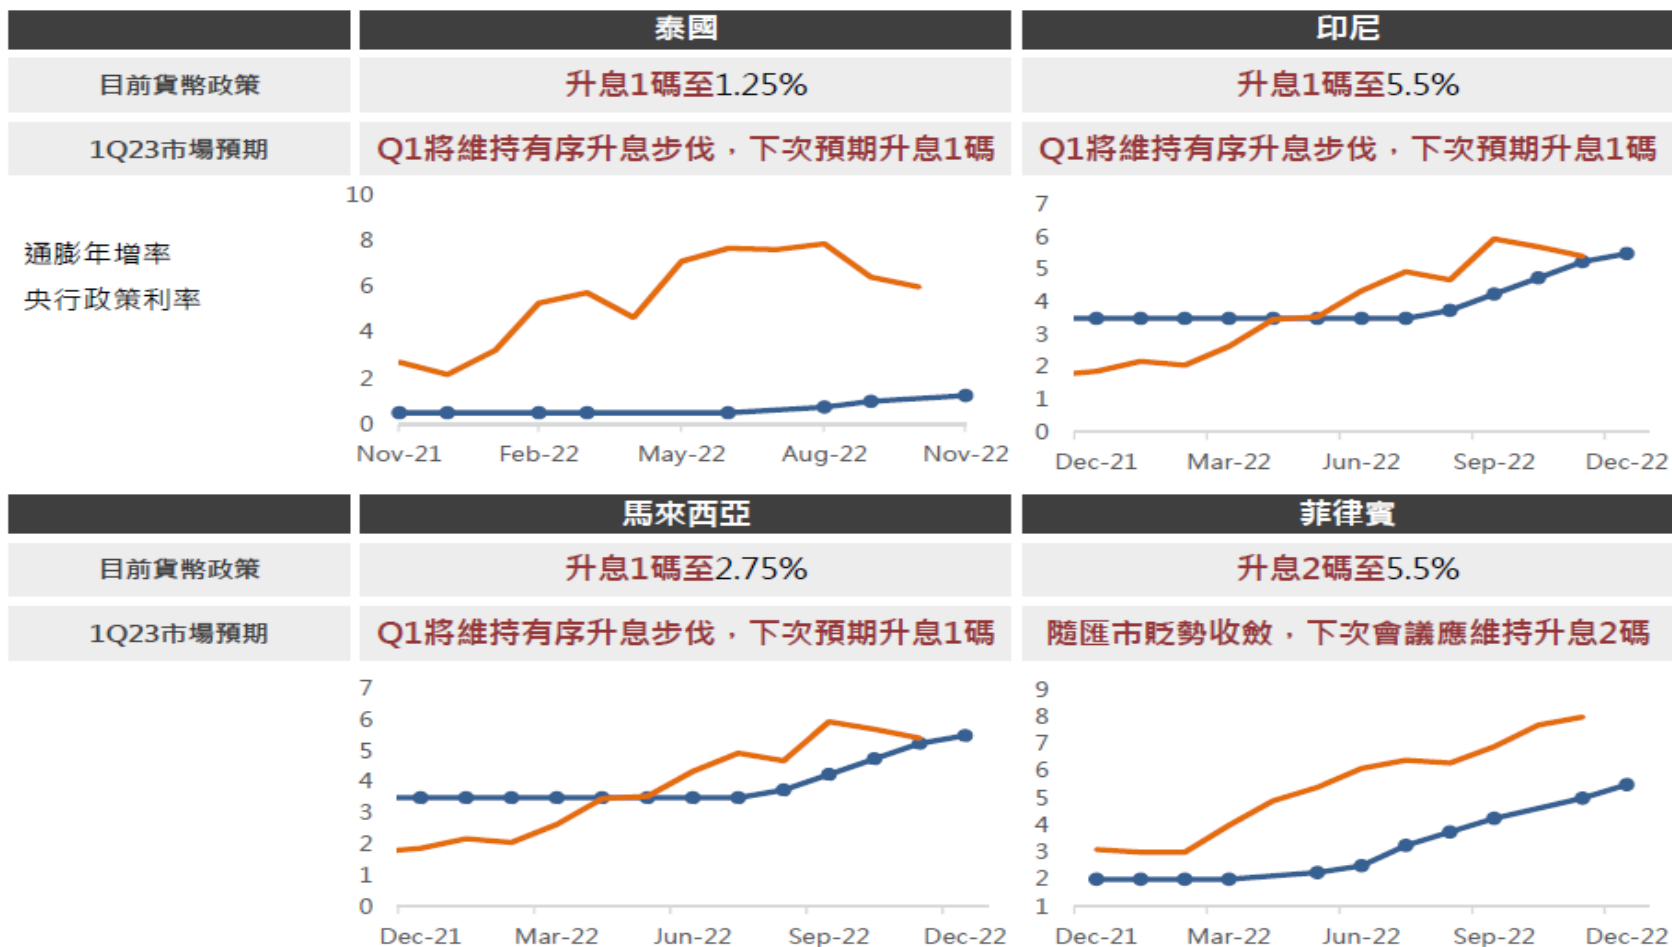 泰國
印尼
目前貨幣政策
升息1碼至1.25%
升息1碼至5.5%
1Q23市場預期
Q1將維持有序升息步伐，下次預期升息1碼
Q1將維持有序升息步伐，下次預期升息1碼
通膨年增率
央行政策利率
10
8
6
4
2
0
Nov-21 Feb-22 May-22 Aug-22 Nov-22
7
6
5
4
3
2
1
0
Dec-21 Mar-22 Jun-22 Sep-22 Dec-22
馬來西亞
菲律賓
目前貨幣政策
升息1碼至2.75%
升息2碼至5.5%
1Q23市場預期
Q1將維持有序升息步伐，下次預期升息1碼
隨匯市貶勢收斂，下次會議應維持升息2碼
7
6
5
4
3
2
1
0
Dec-21 Mar-22 Jun-22 Sep-22 Dec-22
9
8
7
6
5
4
3
2
1
Dec-21 Mar-22 Jun-22 Sep-22 Dec-22